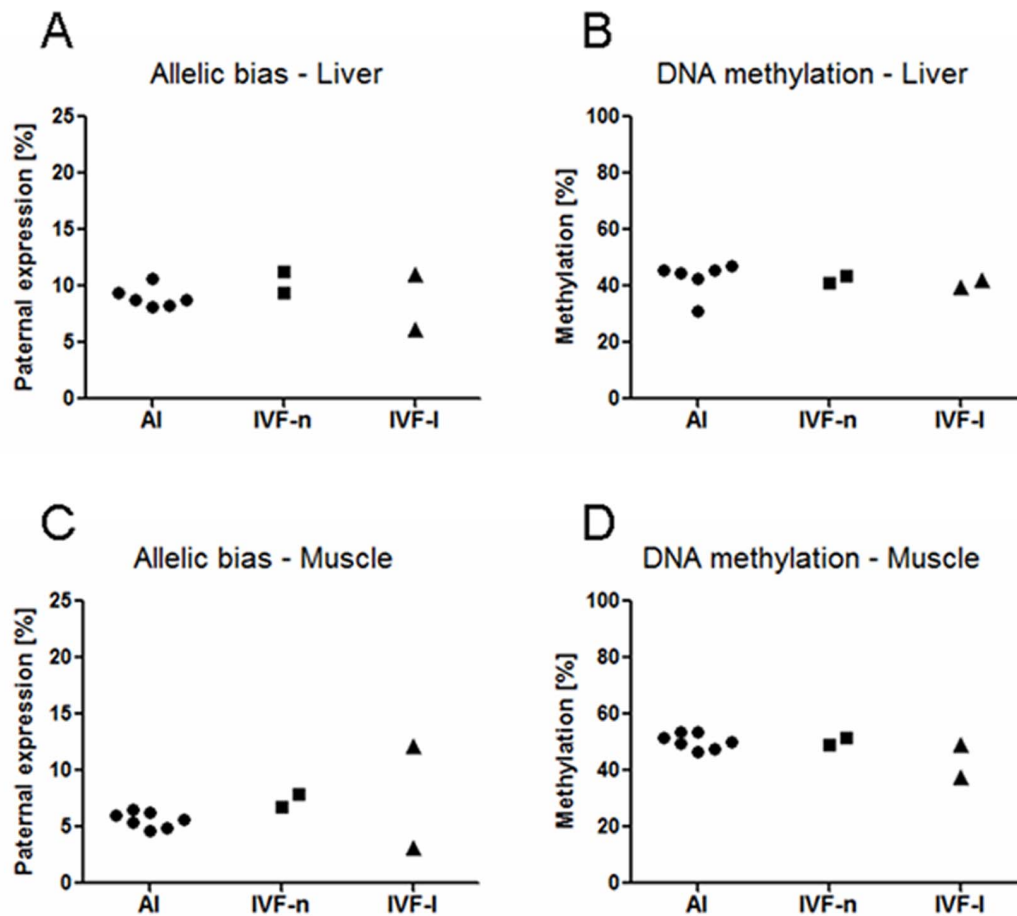 A
Allelic bias - Liver
Paternal expression [%]
25
20
15
10
5
0
AI IVF-n IVF-l
B
DNA methylation - Liver
Methylation [%]
100
80
60
40
20
0
AI IVF-n IVF-l
C
Allelic bias - Muscle
Paternal expression [%]
25
20
15
10
5
0
AI IVF-n IVF-l
D
DNA methylation - Muscle
Methylation [%]
100
80
60
40
20
0
AI IVF-n IVF-l